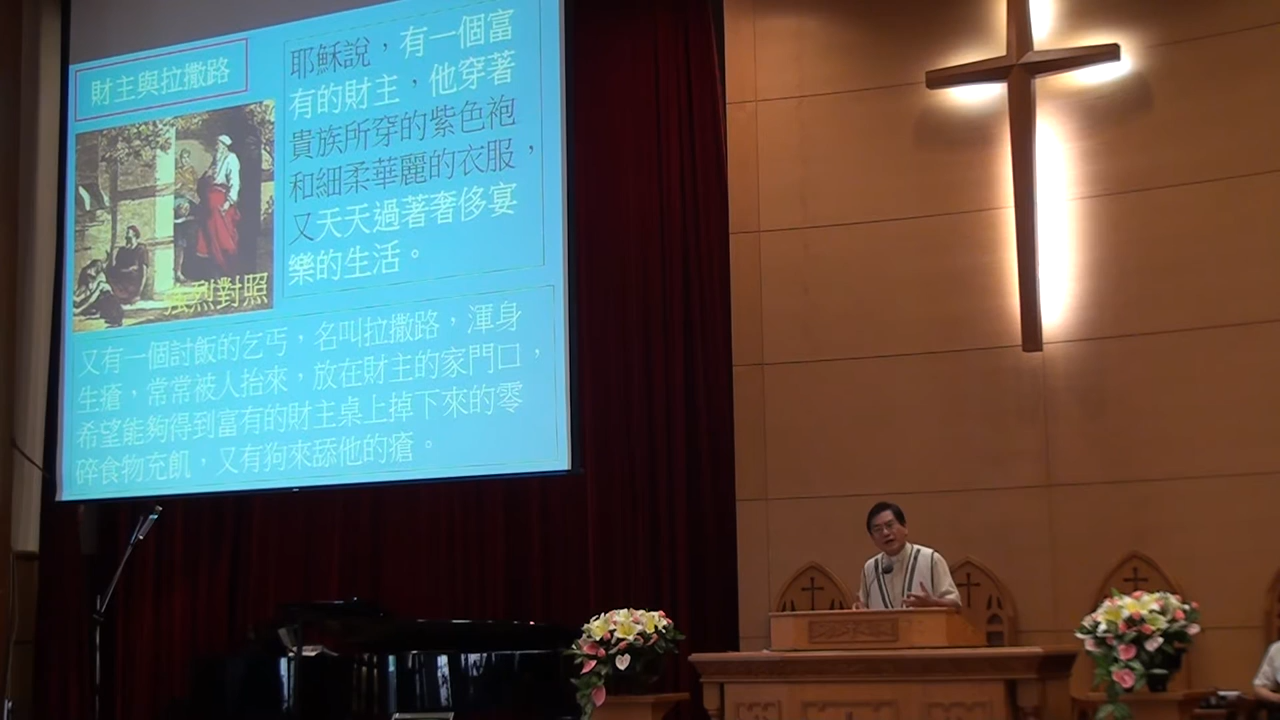 財主與拉撒路
強烈對照
耶穌說，有一個富
有的財主，他穿著
貴族所穿的紫色袍
和細柔華麗的衣服，
又天天過著奢侈宴
樂的生活。
又有一個討飯的乞丐，名叫拉撒路，渾身
生瘡，常常被人抬來，放在財主的家門口，
希望能夠得到富有的財主桌上掉下來的零
碎食物充飢，又有狗來舔他的瘡。